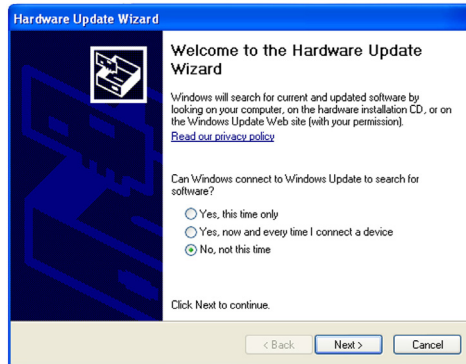 Hardware Update Wizard
Welcome to the Hardware Update
Wizard
Windows will search for current and updated software by
looking on your computer, on the hardware installation CD, or on
the Windows Update Web site (with your permission).
Read our privacy policy
Can Windows connect to Windows Update to search for
software?
Yes, this time only
Yes, now and every time I connect a device
No, not this time
Click Next to continue.
< Back
Next >
Cancel